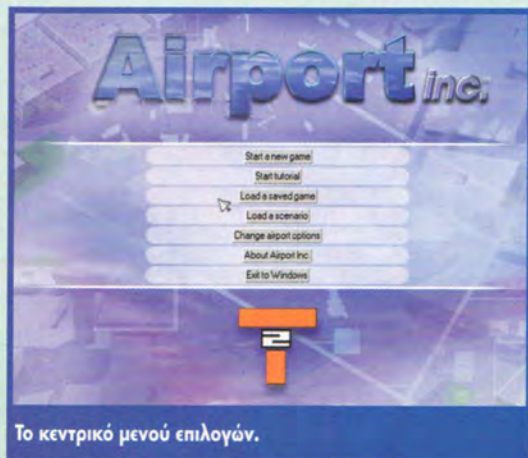 Airport inc.
Start a new game
Start tutorial
Load a saved game
Load a scenario
Change airport options
About Airport Inc.
Exit to Windows
T2
Το κεντρικό μενού επιλογών.